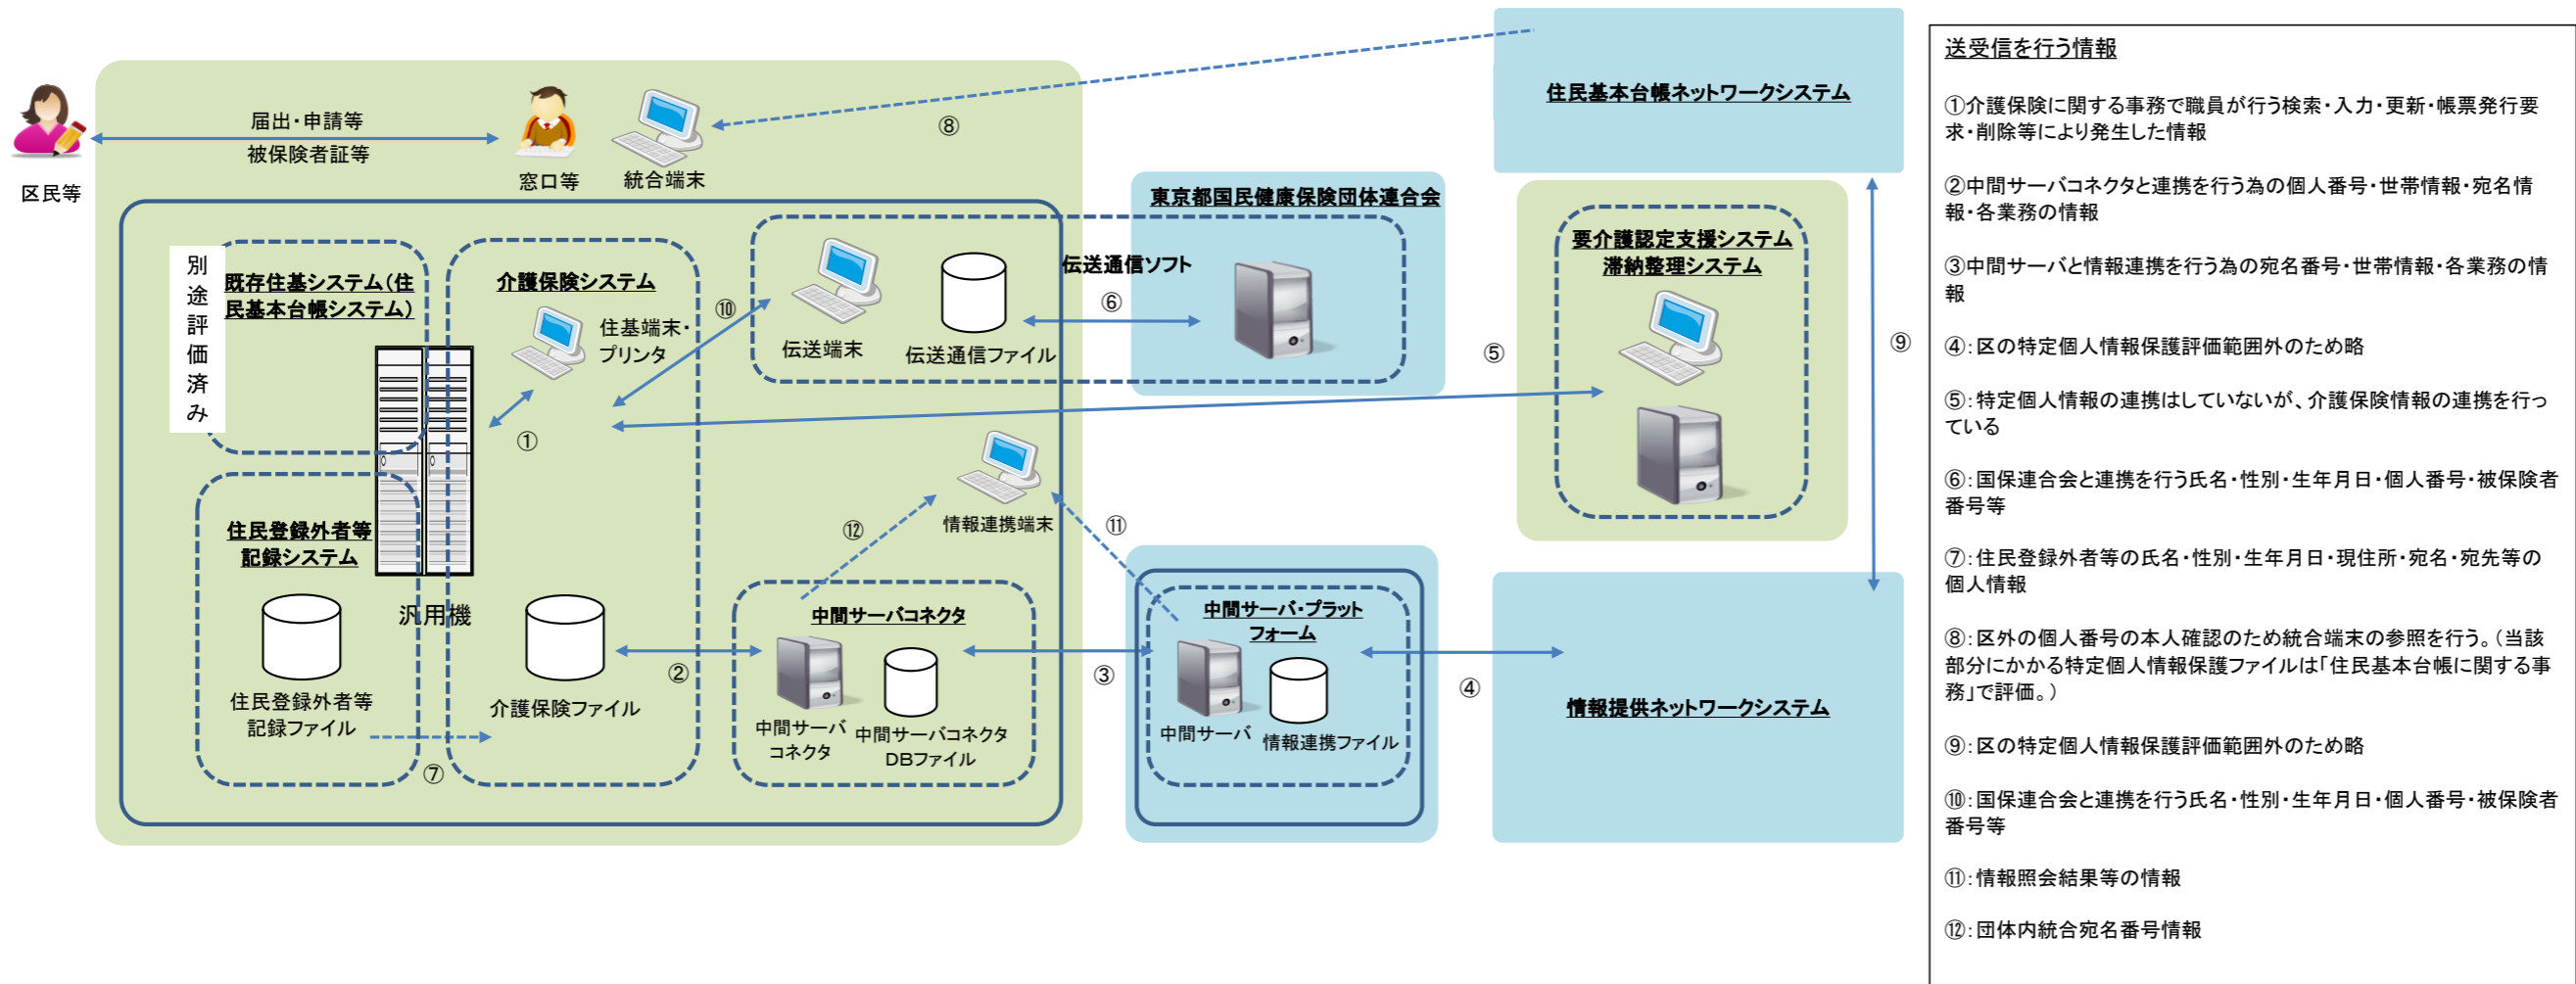 区民等
届出・申請等
被保険者証等
窓口等
統合端末
⑧
住民基本台帳ネットワークシステム
東京都国民健康保険団体連合会
別途評価済み
既存住基システム（住
民基本台帳システム）
介護保険システム
住基端末・
プリンタ
①
⑩
伝送端末
伝送通信ファイル
伝送通信ソフト
⑥
⑤
要介護認定支援システム
滞納整理システム
⑨
住民登録外者等
記録システム
汎用機
住民登録外者等
記録ファイル
⑦
介護保険ファイル
②
情報連携端末
⑫
⑪
中間サーバコネクタ
中間サーバ
コネクタ
中間サーバコネクタ
DBファイル
③
中間サーバ・プラット
フォーム
中間サーバ
情報連携ファイル
④
情報提供ネットワークシステム
送受信を行う情報
①介護保険に関する事務で職員が行う検索・入力・更新・帳票発行要
求・削除等により発生した情報
②中間サーバコネクタと連携を行う為の個人番号・世帯情報・宛名情
報・各業務の情報
③中間サーバと情報連携を行う為の宛名番号・世帯情報・各業務の情
報
④：区の特定個人情報保護評価範囲外のため略
⑤：特定個人情報の連携はしていないが、介護保険情報の連携を行っ
ている
⑥：国保連合会と連携を行う氏名・性別・生年月日・個人番号・被保険者
番号等
⑦：住民登録外者等の氏名・性別・生年月日・現住所・宛名・宛先等の
個人情報
⑧：区外の個人番号の本人確認のため統合端末の参照を行う。（当該
部分にかかる特定個人情報保護ファイルは「住民基本台帳に関する事
務」で評価。）
⑨：区の特定個人情報保護評価範囲外のため略
⑩：国保連合会と連携を行う氏名・性別・生年月日・個人番号・被保険者
番号等
⑪：情報照会結果等の情報
⑫：団体内統合宛名番号情報